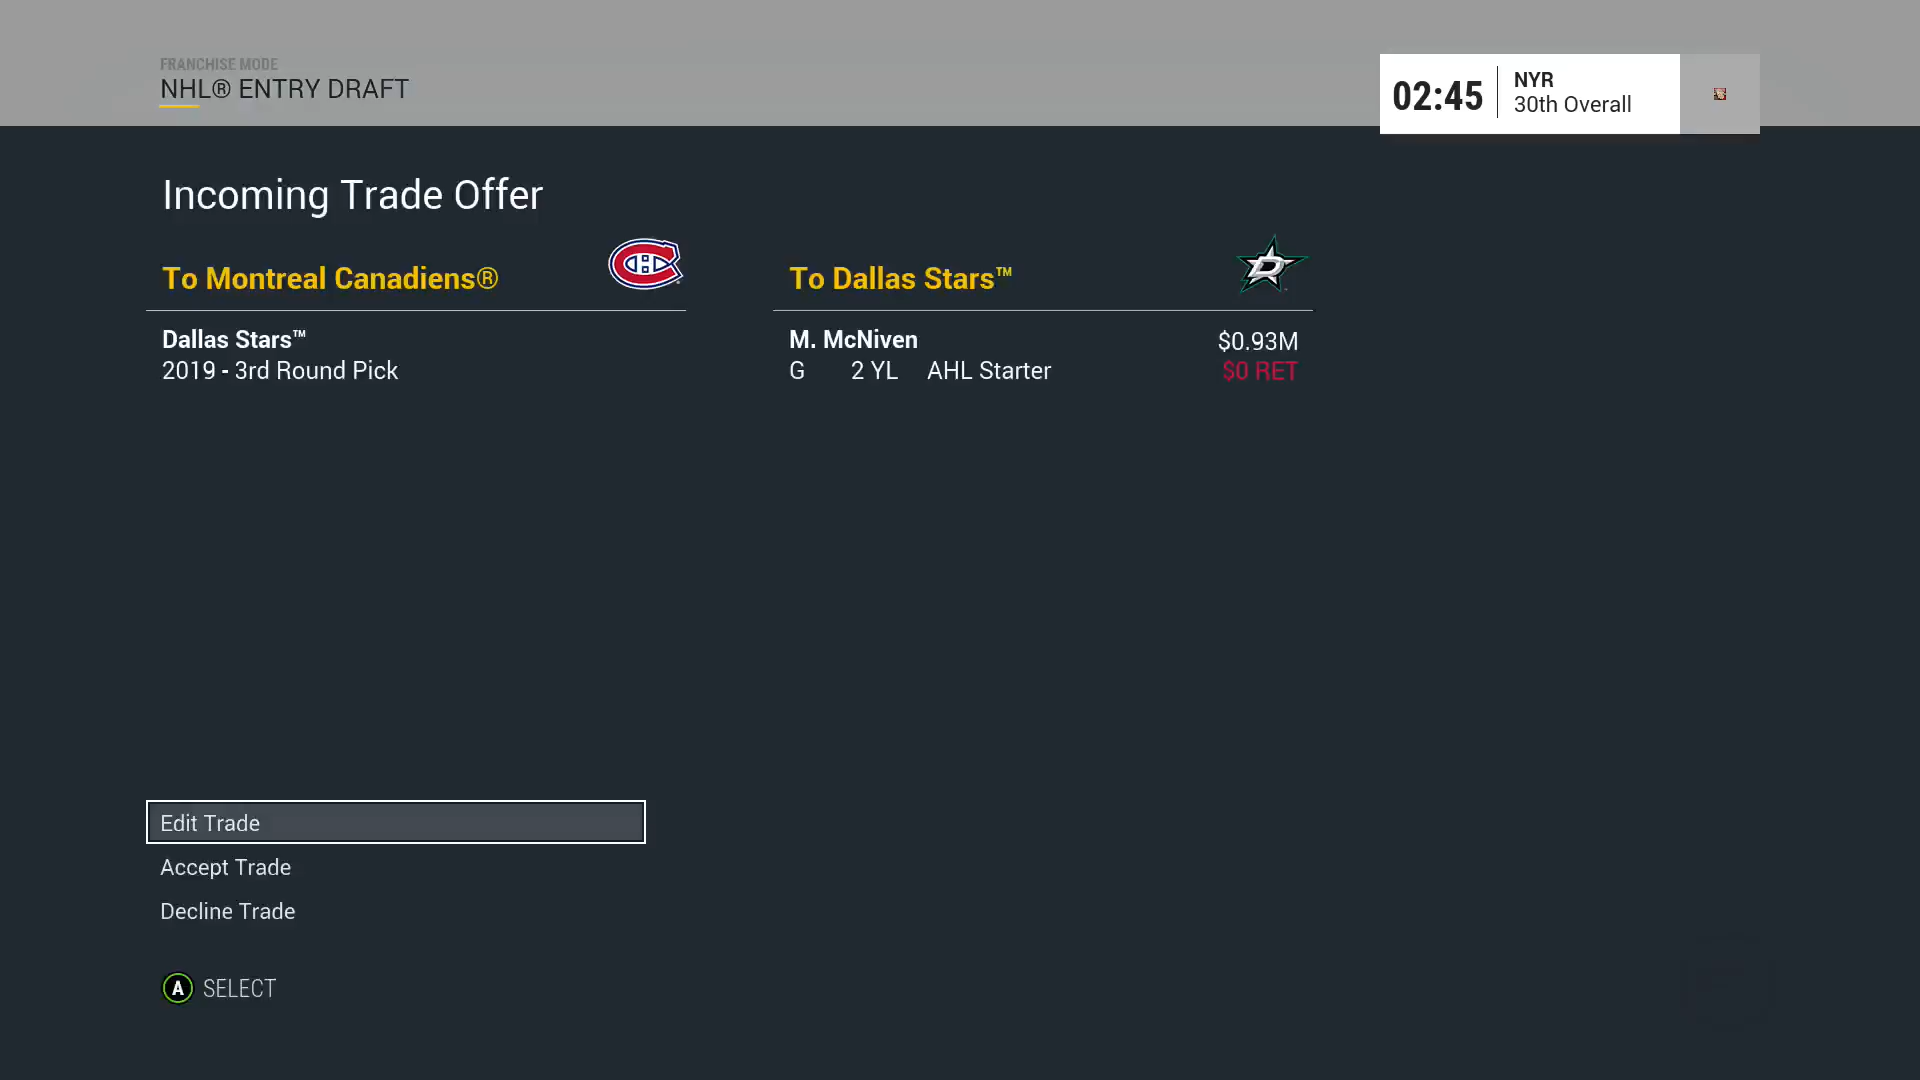 FRANCHISE MODE
NHL® ENTRY DRAFT
02:45
NYR
30th Overall
Incoming Trade Offer
To Montreal Canadiens®
To Dallas Stars™
Dallas Stars™
2019 - 3rd Round Pick
M. McNiven
$0.93M
G 2 YL AHL Starter
$0 RET
Edit Trade
Accept Trade
Decline Trade
A SELECT